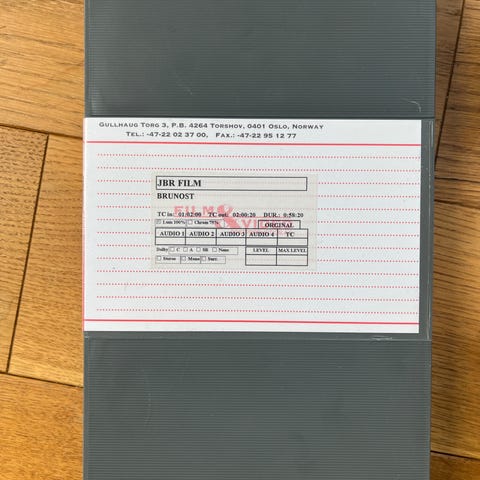 Gullhaug Torg 3, P.B. 4264 Torshov, 0401 Oslo, Norway
Tel.: -47-22 02 37 00, Fax.: -47-22 95 12 77
JBR FILM
BRUNOST
FILM & VI
TC in: 01:02:00 TC out: 02:00:20 DUR.: 0:58:20
Lum 100% Chrom 75% ORGINAL
AUDIO 1 AUDIO 2 AUDIO 3 AUDIO 4 TC
Dolby C A SR None LEVEL MAX LEVEL
Stereo Mono Surr.